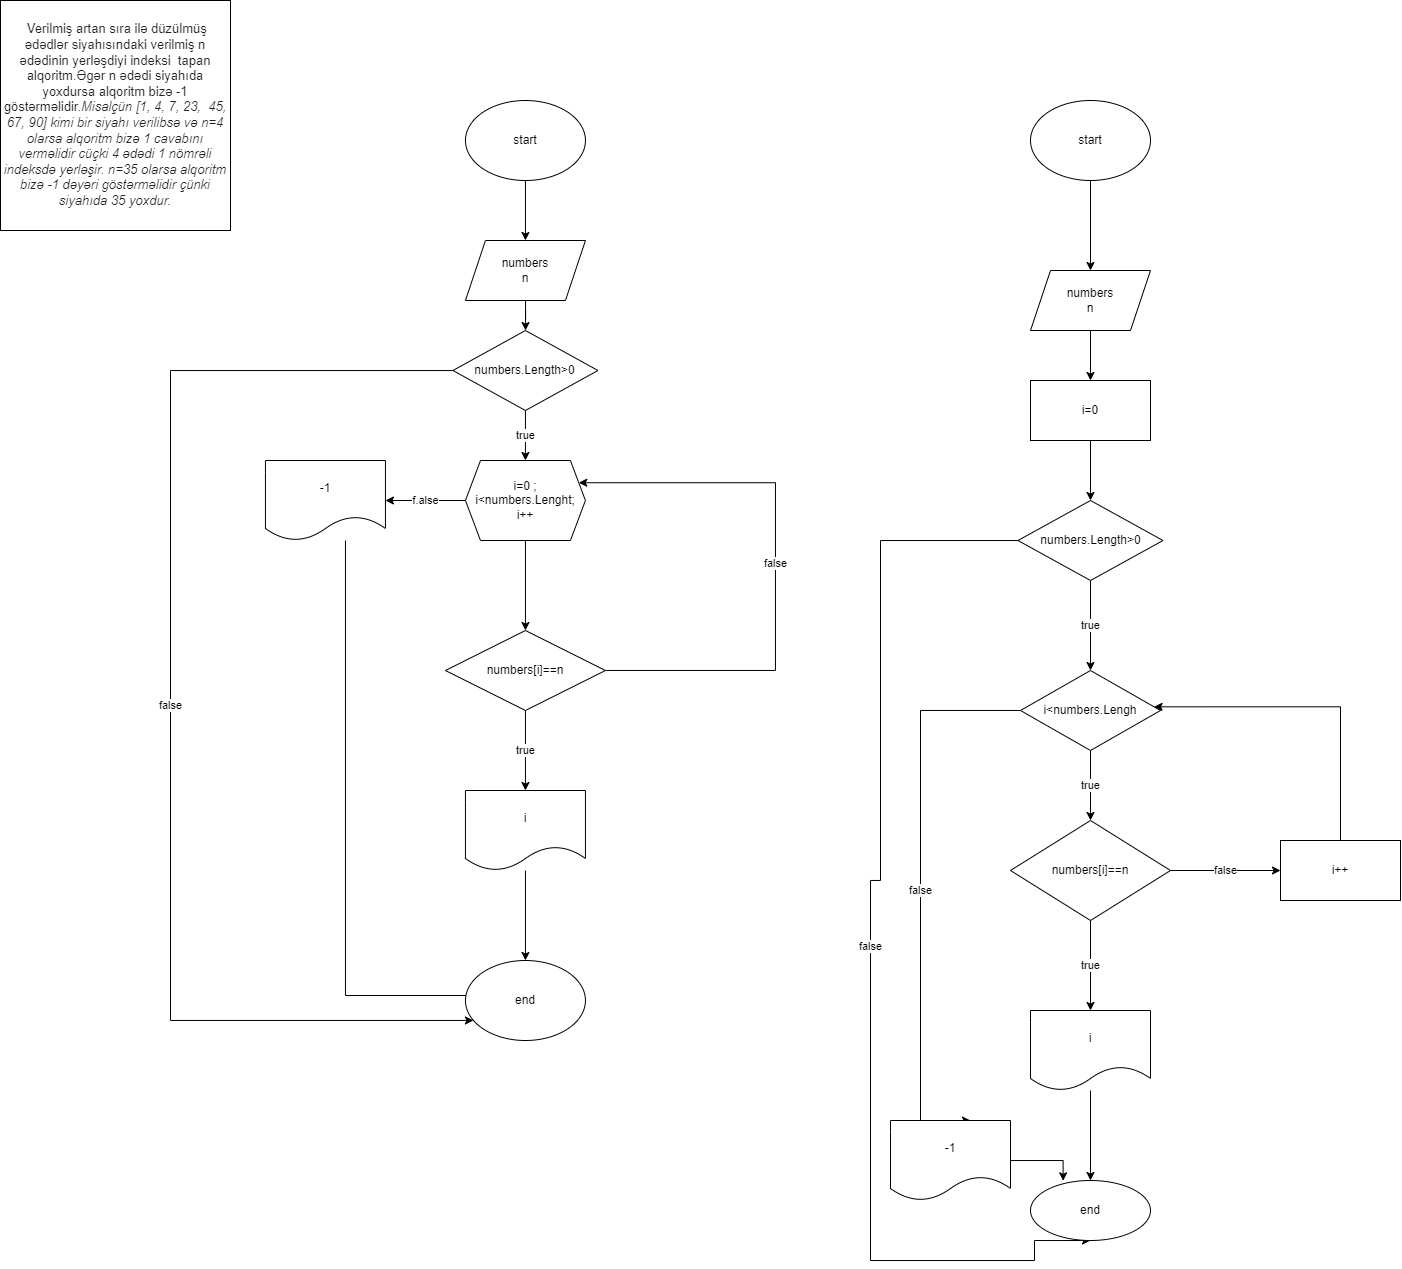 Verilmiş artan sıra ilə düzülmüş
ədədlər siyahısındaki verilmiş n
ədədinin yerləşdiyi indeksi  tapan
alqoritm.Əgər n ədədi siyahıda
yoxdursa alqoritm bizə -1
göstərməlidir.Misalçün [1, 4, 7, 23,  45,
67, 90] kimi bir siyahı verilibsə və n=4
olarsa alqoritm bizə 1 cavabını
verməlidir cüçki 4 ədədi 1 nömrəli
indeksdə yerləşir. n=35 olarsa alqoritm
bizə -1 dəyəri göstərməlidir çünki
siyahıda 35 yoxdur.
start
numbers
n
numbers.Length>0
true
false
i=0 ;
i<numbers.Lenght;
i++
f.alse
-1
false
numbers[i]==n
true
i
end
start
numbers
n
i=0
numbers.Length>0
true
false
i<numbers.Lengh
true
false
numbers[i]==n
false
i++
true
i
-1
end